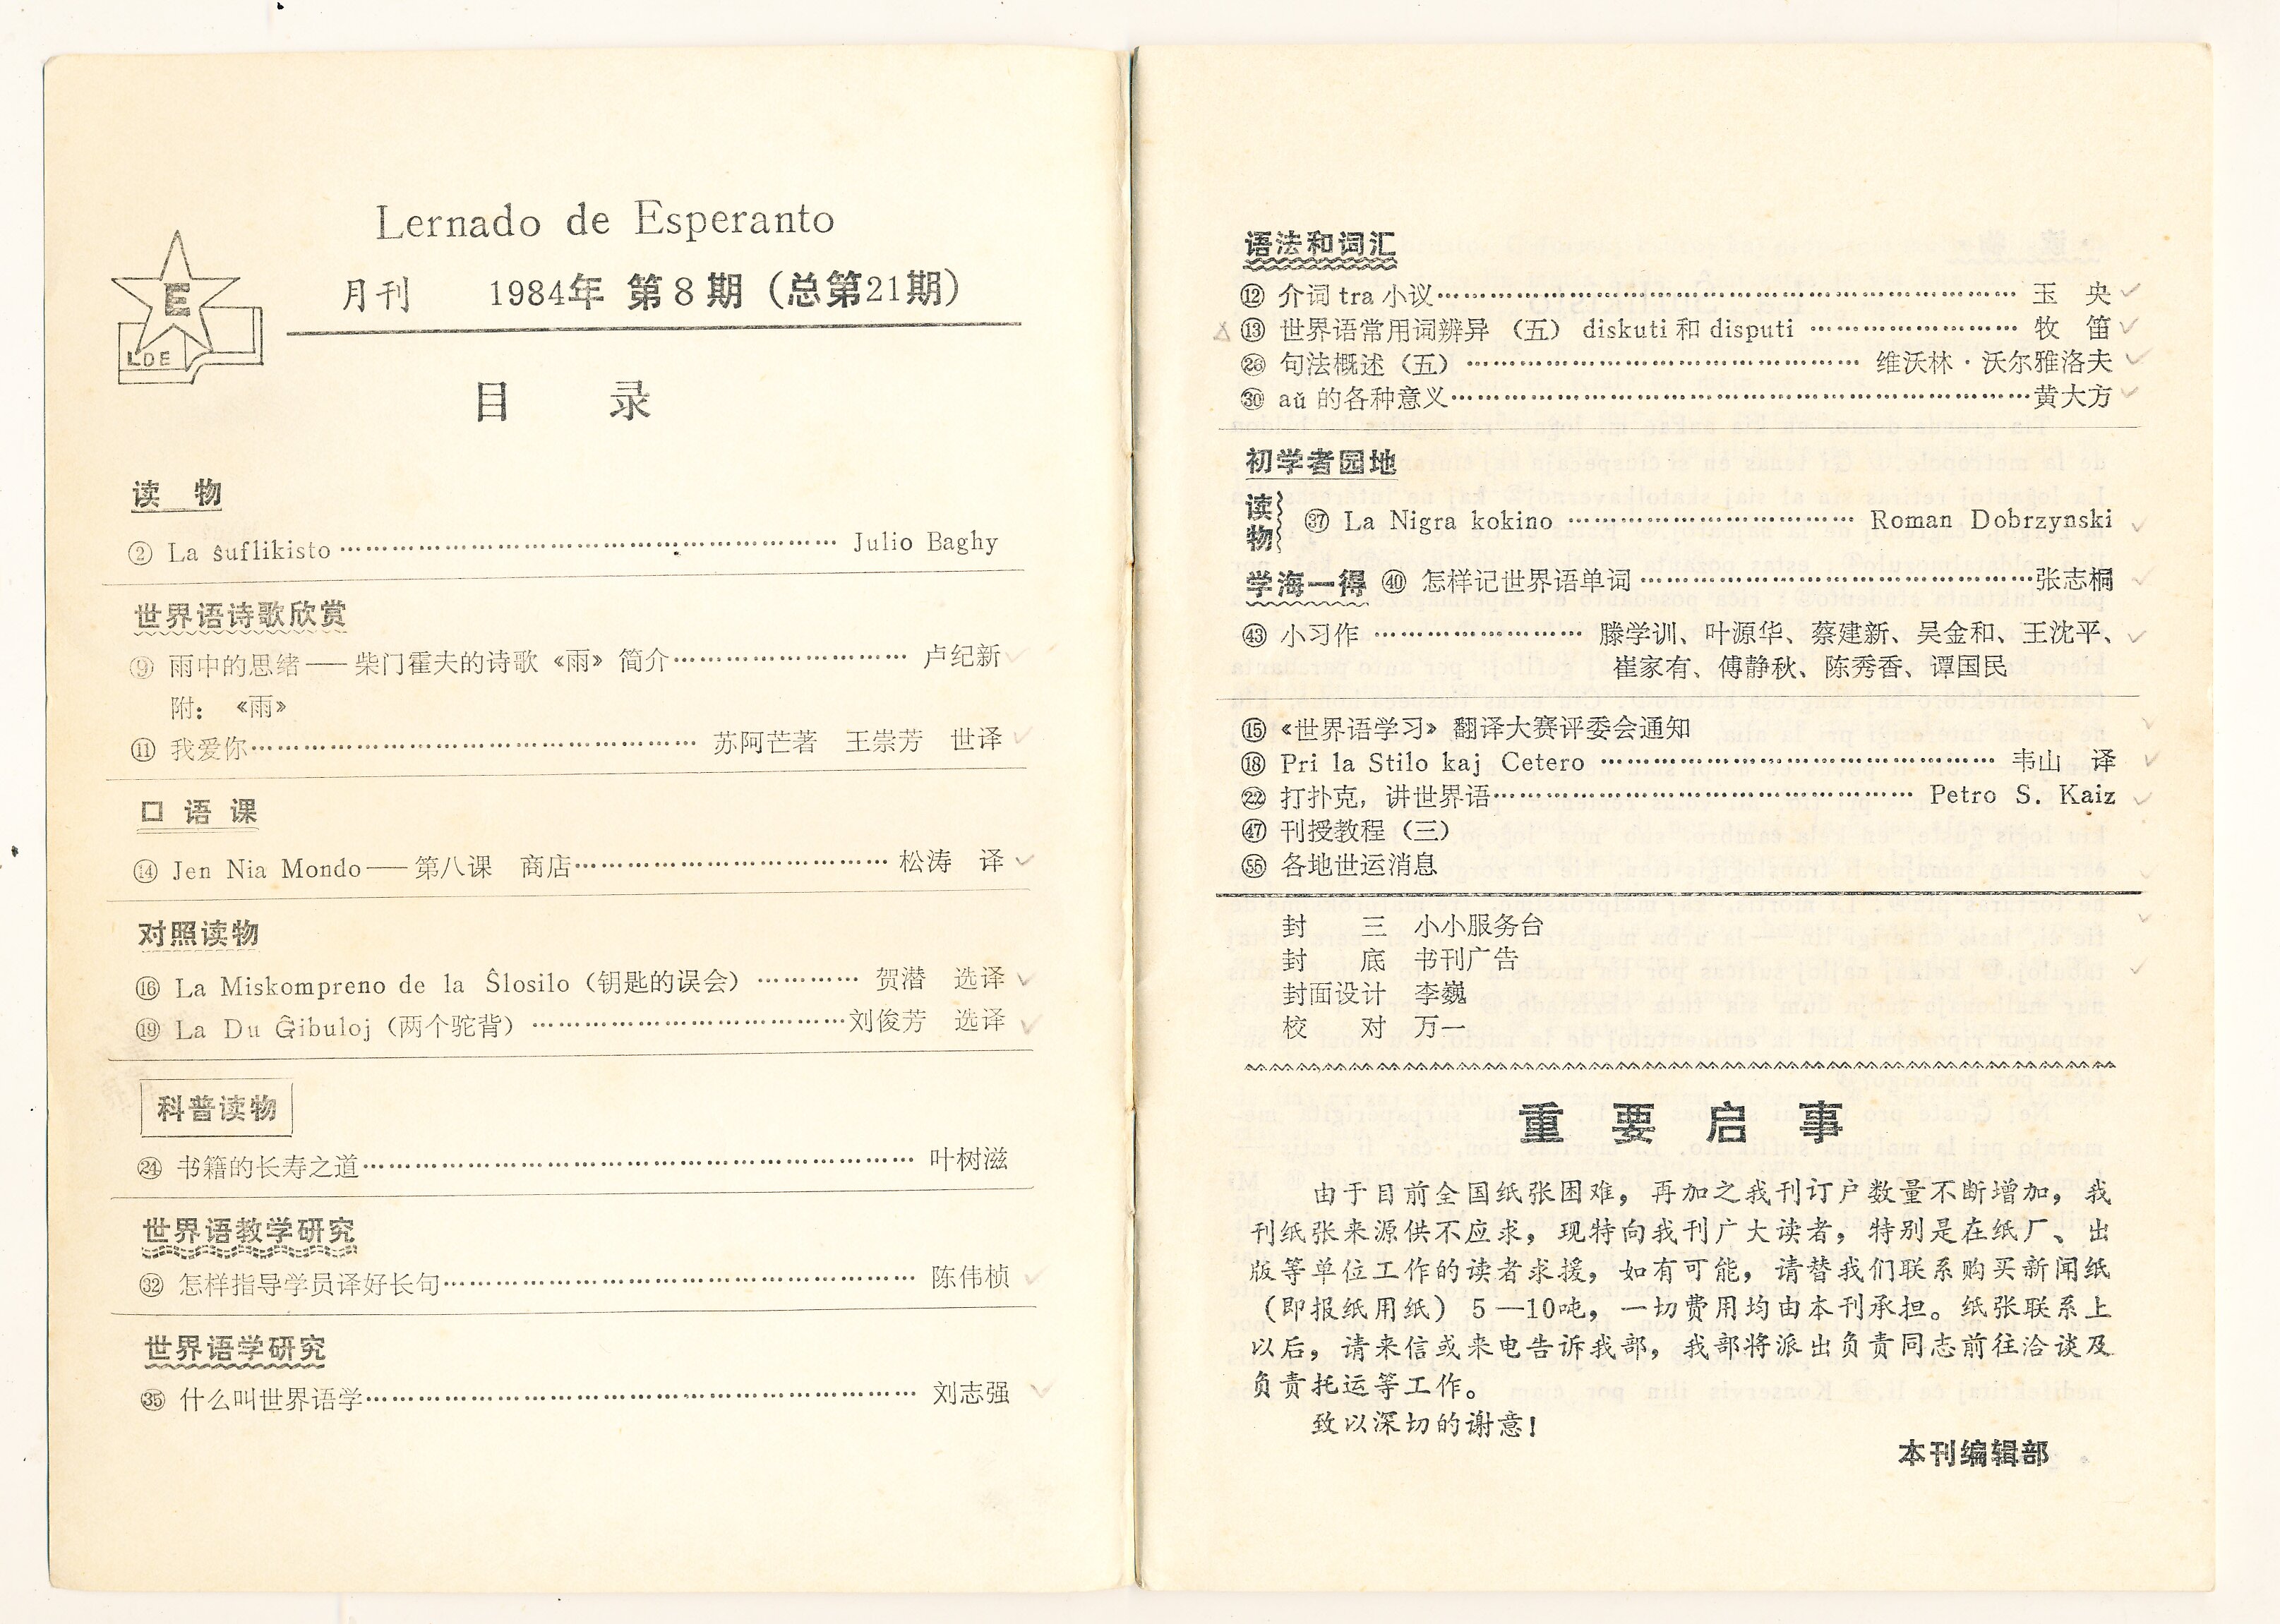 Lernado de Esperanto
月刊 1984年 第8期（总第21期）
E
LDE
目 录
读 物
② La ŝuflikisto ………… Julio Baghy
世界语诗歌欣赏
⑨ 雨中的思绪——柴门霍夫的诗歌《雨》简介………… 卢纪新
附：《雨》
⑪ 我爱你………… 苏阿芒著 王崇芳 世译
口 语 课
⑭ Jen Nia Mondo——第八课 商店………… 松涛 译
对照读物
⑯ La Miskompreno de la Ŝlosilo（钥匙的误会）………… 贺潜 选译
⑲ La Du Ĝibuloj（两个驼背）…………刘俊芳 选译
科普读物
㉔ 书籍的长寿之道………… 叶树滋
世界语教学研究
㉜ 怎样指导学员译好长句………… 陈伟桢
世界语学研究
㉟ 什么叫世界语学………… 刘志强
语法和词汇
⑫ 介词 tra 小议………… 玉 央
⑬ 世界语常用词辨异（五） diskuti 和 disputi ………… 牧 笛
㉖ 句法概述（五）………… 维沃林·沃尔雅洛夫
㉚ aŭ 的各种意义…………黄大方
初学者园地
读物 ㊲ La Nigra kokino ………… Roman Dobrzynski
学海一得 ㊵ 怎样记世界语单词…………张志桐
㊸ 小习作 ………… 滕学训、叶源华、蔡建新、吴金和、王沈平、
崔家有、傅静秋、陈秀香、谭国民
⑮ 《世界语学习》翻译大赛评委会通知
⑱ Pri la Stilo kaj Cetero ………… 韦山 译
㉒ 打扑克，讲世界语………… Petro S. Kaiz
㊼ 刊授教程（三）
55 各地世运消息
封 三 小小服务台
封 底 书刊广告
封面设计 李巍
校 对 万一
重 要 启 事
由于目前全国纸张困难，再加之我刊订户数量不断增加，我
刊纸张来源供不应求，现特向我刊广大读者，特别是在纸厂、出
版等单位工作的读者求援，如有可能，请替我们联系购买新闻纸
（即报纸用纸）5—10吨，一切费用均由本刊承担。纸张联系上
以后，请来信或来电告诉我部，我部将派出负责同志前往洽谈及
负责托运等工作。
致以深切的谢意！
本刊编辑部